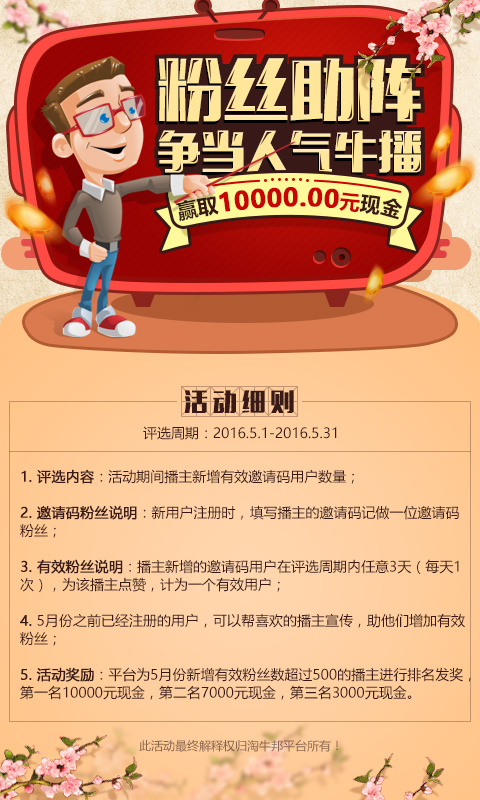 粉丝助阵
争当人气牛播
赢取10000.00元现金
活动细则
评选周期：2016.5.1-2016.5.31
1. 评选内容：活动期间播主新增有效邀请码用户数量；
2. 邀请码粉丝说明：新用户注册时，填写播主的邀请码记做一位邀请码
粉丝；
3. 有效粉丝说明：播主新增的邀请码用户在评选周期内任意3天（每天1
次），为该播主点赞，计为一个有效用户；
4. 5月份之前已经注册的用户，可以帮喜欢的播主宣传，助他们增加有效
粉丝；
5. 活动奖励：平台为5月份新增有效粉丝数超过500的播主进行排名发奖，
第一名10000元现金，第二名7000元现金，第三名3000元现金。
此活动最终解释权归淘牛邦平台所有！